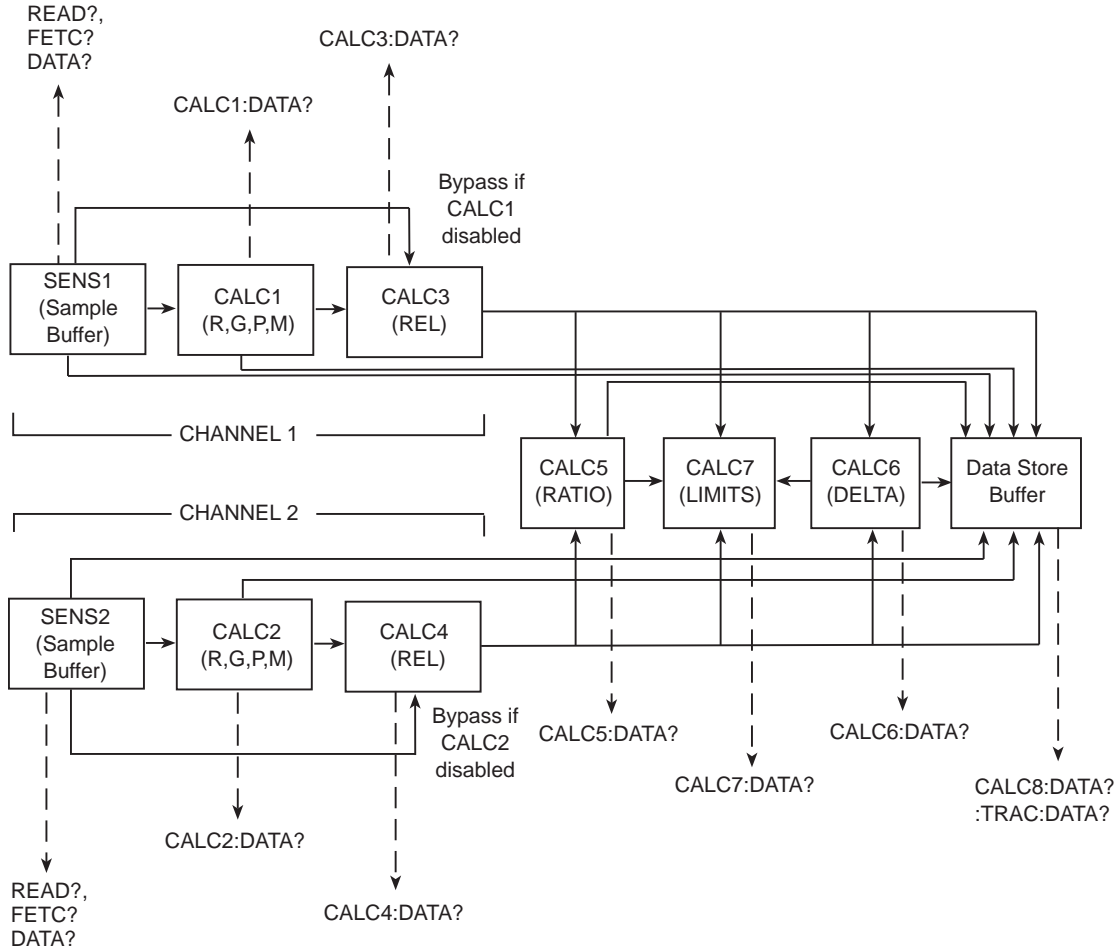 READ?,
FETC?
DATA?
CALC3:DATA?
CALC1:DATA?
Bypass if
CALC1
disabled
SENS1
(Sample
Buffer)
CALC1
(R,G,P,M)
CALC3
(REL)
CHANNEL 1
CALC5
(RATIO)
CALC7
(LIMITS)
CALC6
(DELTA)
Data Store
Buffer
CHANNEL 2
SENS2
(Sample
Buffer)
CALC2
(R,G,P,M)
CALC4
(REL)
Bypass if
CALC2
disabled
CALC5:DATA?
CALC6:DATA?
CALC7:DATA?
CALC8:DATA?
:TRAC:DATA?
CALC2:DATA?
CALC4:DATA?
READ?,
FETC?
DATA?